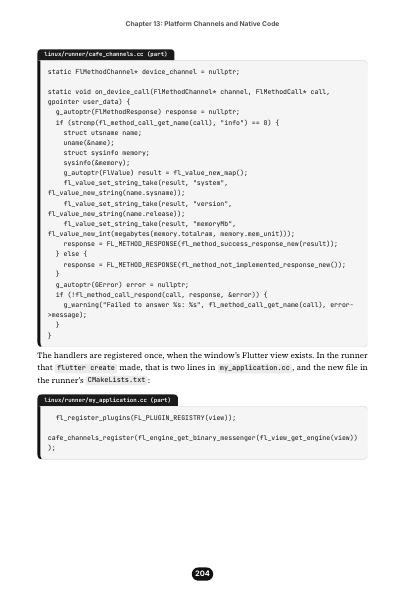 Chapter 13: Platform Channels and Native Code
linux/runner/cafe_channels.cc (part)
static FlMethodChannel* device_channel = nullptr;
static void on_device_call(FlMethodChannel* channel, FlMethodCall* call,
gpointer user_data) {
  g_autoptr(FlMethodResponse) response = nullptr;
  if (strcmp(fl_method_call_get_name(call), "info") == 0) {
    struct utsname name;
    uname(&name);
    struct sysinfo memory;
    sysinfo(&memory);
    g_autoptr(FlValue) result = fl_value_new_map();
    fl_value_set_string_take(result, "system",
fl_value_new_string(name.sysname));
    fl_value_set_string_take(result, "version",
fl_value_new_string(name.release));
    fl_value_set_string_take(result, "memoryMb",
fl_value_new_int(megabytes(memory.totalram, memory.mem_unit)));
    response = FL_METHOD_RESPONSE(fl_method_success_response_new(result));
  } else {
    response = FL_METHOD_RESPONSE(fl_method_not_implemented_response_new());
  }
  g_autoptr(GError) error = nullptr;
  if (!fl_method_call_respond(call, response, &error)) {
    g_warning("Failed to answer %s: %s", fl_method_call_get_name(call), error-
>message);
  }
}
The handlers are registered once, when the window's Flutter view exists. In the runner
that flutter create made, that is two lines in my_application.cc, and the new file in
the runner's CMakeLists.txt:
linux/runner/my_application.cc (part)
  fl_register_plugins(FL_PLUGIN_REGISTRY(view));
cafe_channels_register(fl_engine_get_binary_messenger(fl_view_get_engine(view))
);
204